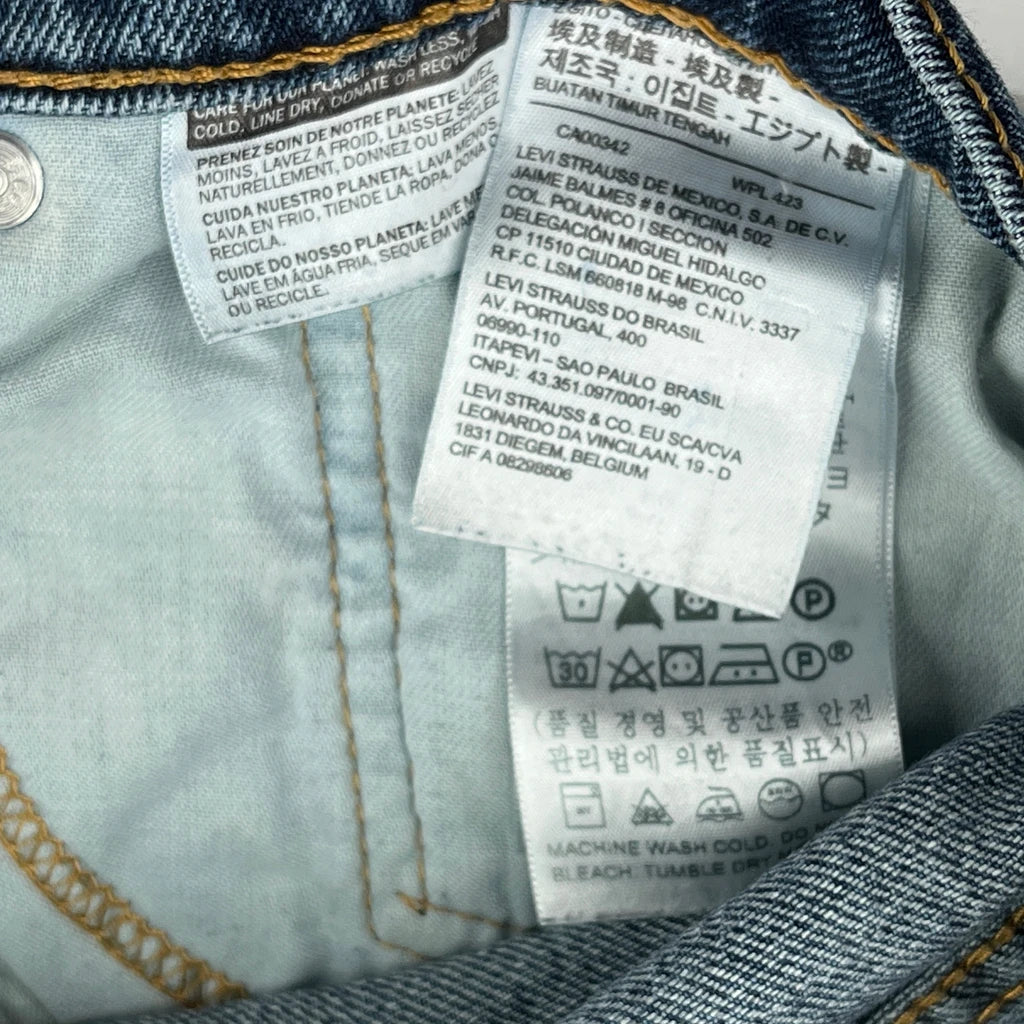 CARE FOR OUR PLANET: WASH LESS,
COLD, LINE DRY, DONATE OR RECYCLE
PRENEZ SOIN DE NOTRE PLANETE: LAVEZ
MOINS, LAVEZ A FROID, LAISSEZ SECHER
NATURELLEMENT, DONNEZ OU RECYCLEZ
CUIDA NUESTRO PLANETA: LAVA MENOS,
LAVA EN FRIO, TIENDE LA ROPA, DONA O
RECICLA.
CUIDE DO NOSSO PLANETA: LAVE
LAVE EM ÁGUA FRIA, SEQUE EM
OU RECICLE.
埃及制造 - 埃及製 -
제조국 : 이집트 - エジプト製 -
BUATAN TIMUR TENGAH
CA00342 WPL 423
LEVI STRAUSS DE MEXICO, S.A. DE C.V.
JAIME BALMES # 8 OFICINA 502
COL. POLANCO I SECCION
DELEGACIÓN MIGUEL HIDALGO
CP 11510 CIUDAD DE MEXICO
R.F.C. LSM 660818 M-98 C.N.I.V. 3337
LEVI STRAUSS DO BRASIL
AV. PORTUGAL, 400
06990-110
ITAPEVI – SAO PAULO BRASIL
CNPJ: 43.351.097/0001-90
LEVI STRAUSS & CO. EU SCA/CVA
LEONARDO DA VINCILAAN, 19 - D
1831 DIEGEM, BELGIUM
CIF A 08298606
P
30 P ®
(품질 경영 및 공산품 안전
관리법에 의한 품질표시)
MACHINE WASH COLD. DO
BLEACH. TUMBLE DRY